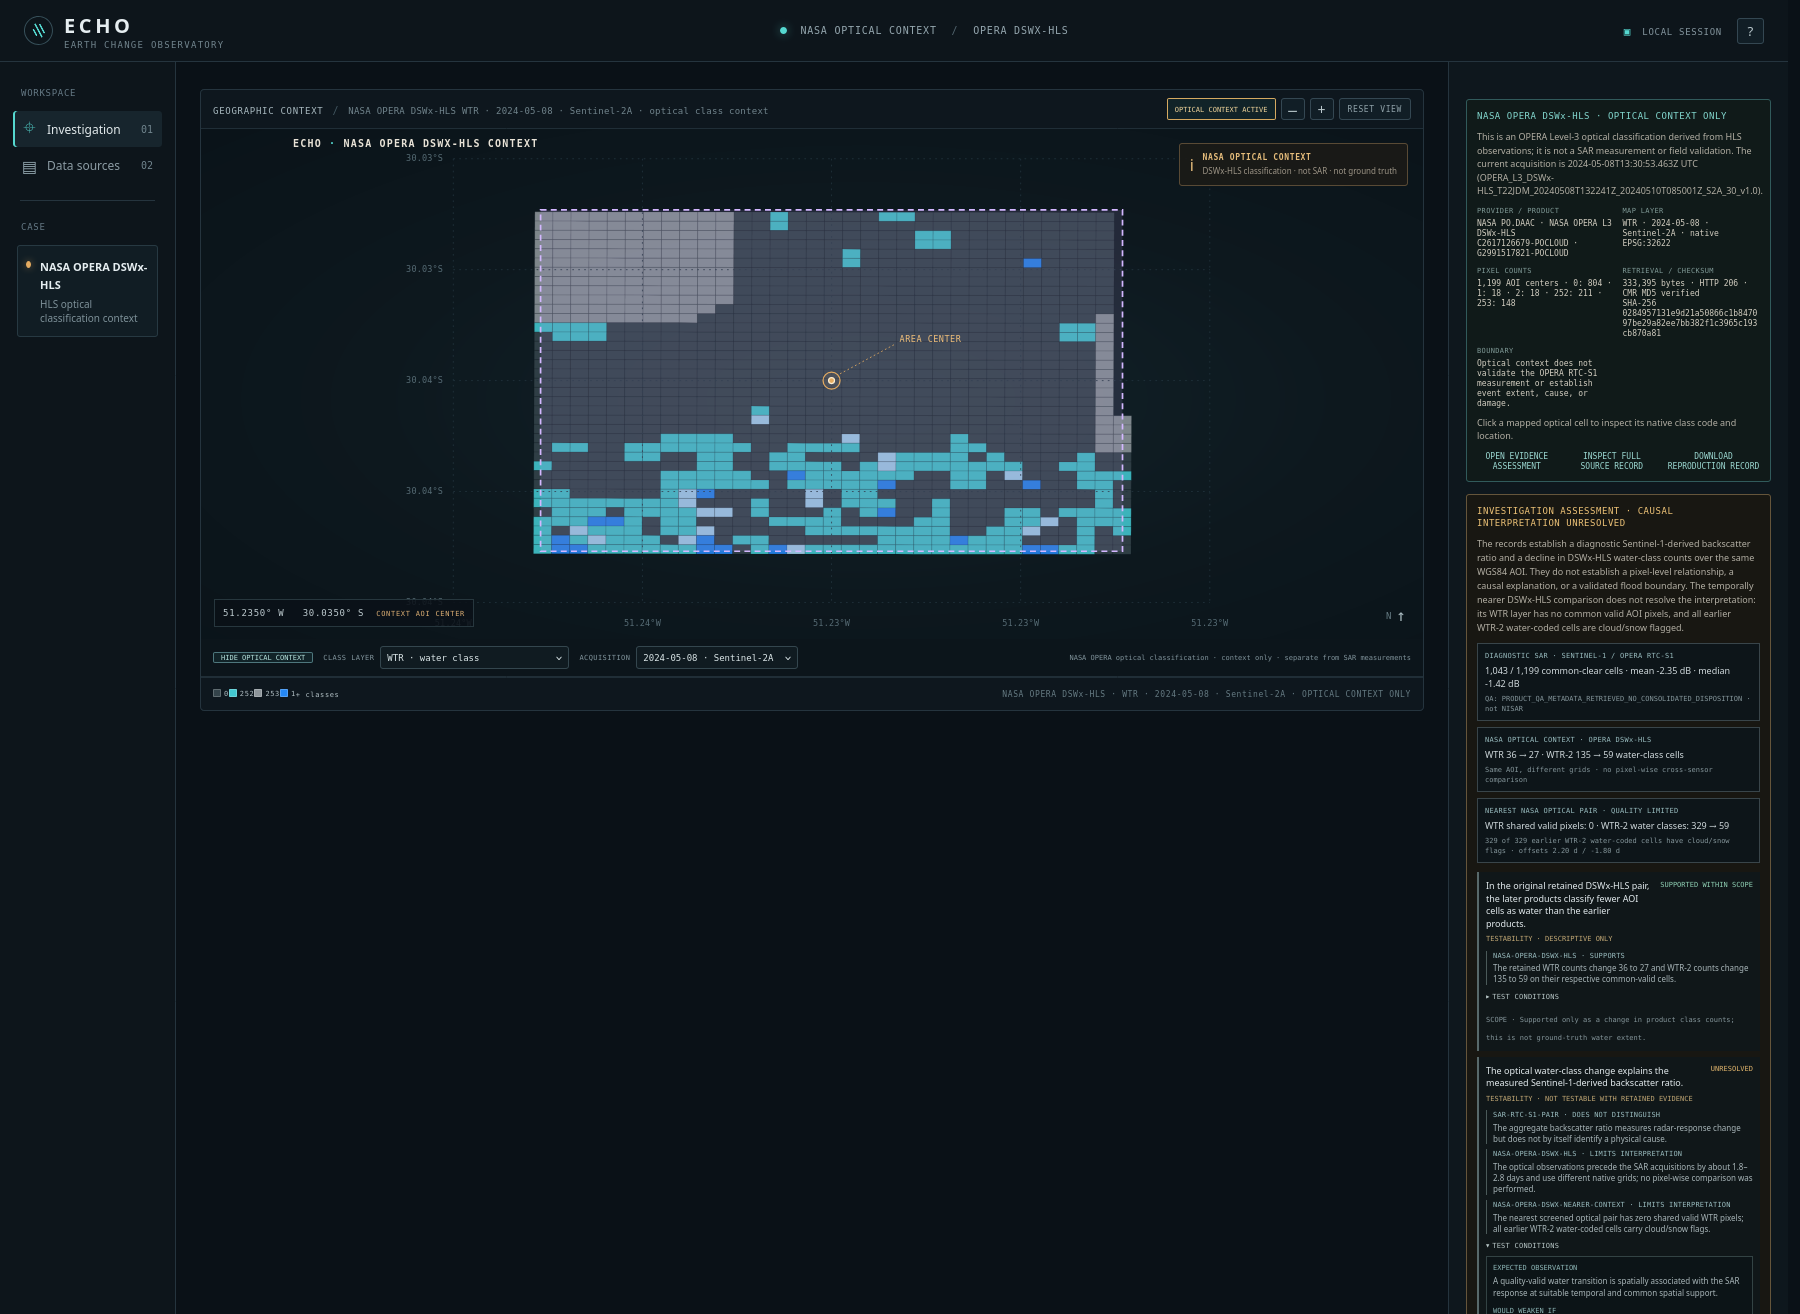 ECHO
EARTH CHANGE OBSERVATORY
NASA OPTICAL CONTEXT / OPERA DSWX-HLS
LOCAL SESSION
?
WORKSPACE
Investigation 01
Data sources 02
CASE
NASA OPERA DSWx-
HLS
HLS optical
classification context
GEOGRAPHIC CONTEXT / NASA OPERA DSWx-HLS WTR · 2024-05-08 · Sentinel-2A · optical class context
OPTICAL CONTEXT ACTIVE
—
+
RESET VIEW
ECHO · NASA OPERA DSWX-HLS CONTEXT
i
NASA OPTICAL CONTEXT
DSWx-HLS classification · not SAR · not ground truth
30.03°S
30.03°S
30.04°S
30.04°S
AREA CENTER
51.2350° W 30.0350° S CONTEXT AOI CENTER
51.24°W
51.23°W
51.23°W
51.23°W
N ↑
HIDE OPTICAL CONTEXT
CLASS LAYER
WTR · water class
ACQUISITION
2024-05-08 · Sentinel-2A
NASA OPERA optical classification · context only · separate from SAR measurements
0 252 253 1+ classes
NASA OPERA DSWx-HLS · WTR · 2024-05-08 · Sentinel-2A · OPTICAL CONTEXT ONLY
NASA OPERA DSWx-HLS · OPTICAL CONTEXT ONLY
This is an OPERA Level-3 optical classification derived from HLS
observations; it is not a SAR measurement or field validation. The
current acquisition is 2024-05-08T13:30:53.463Z UTC
(OPERA_L3_DSWx-
HLS_T22JDM_20240508T132241Z_20240510T085001Z_S2A_30_v1.0).
PROVIDER / PRODUCT
NASA PO.DAAC · NASA OPERA L3
DSWx-HLS
C2617126679-POCLOUD ·
G2991517821-POCLOUD
MAP LAYER
WTR · 2024-05-08 ·
Sentinel-2A · native
EPSG:32622
PIXEL COUNTS
1,199 AOI centers · 0: 804 ·
1: 18 · 2: 18 · 252: 211 ·
253: 148
RETRIEVAL / CHECKSUM
333,395 bytes · HTTP 206 ·
CMR MD5 verified
SHA-256
0284957131e9d21a50866c1b8470
97be29a82ee7bb382f1c3965c193
cb870a81
BOUNDARY
Optical context does not
validate the OPERA RTC-S1
measurement or establish
event extent, cause, or
damage.
Click a mapped optical cell to inspect its native class code and
location.
OPEN EVIDENCE
ASSESSMENT
INSPECT FULL
SOURCE RECORD
DOWNLOAD
REPRODUCTION RECORD
INVESTIGATION ASSESSMENT · CAUSAL
INTERPRETATION UNRESOLVED
The records establish a diagnostic Sentinel-1-derived backscatter
ratio and a decline in DSWx-HLS water-class counts over the same
WGS84 AOI. They do not establish a pixel-level relationship, a
causal explanation, or a validated flood boundary. The temporally
nearer DSWx-HLS comparison does not resolve the interpretation:
its WTR layer has no common valid AOI pixels, and all earlier
WTR-2 water-coded cells are cloud/snow flagged.
DIAGNOSTIC SAR · SENTINEL-1 / OPERA RTC-S1
1,043 / 1,199 common-clear cells · mean -2.35 dB · median
-1.42 dB
QA: PRODUCT_QA_METADATA_RETRIEVED_NO_CONSOLIDATED_DISPOSITION ·
not NISAR
NASA OPTICAL CONTEXT · OPERA DSWx-HLS
WTR 36 → 27 · WTR-2 135 → 59 water-class cells
Same AOI, different grids · no pixel-wise cross-sensor
comparison
NEAREST NASA OPTICAL PAIR · QUALITY LIMITED
WTR shared valid pixels: 0 · WTR-2 water classes: 329 → 59
329 of 329 earlier WTR-2 water-coded cells have cloud/snow
flags · offsets 2.20 d / -1.80 d
In the original retained DSWx-HLS pair,
the later products classify fewer AOI
cells as water than the earlier
products.
SUPPORTED WITHIN SCOPE
TESTABILITY · DESCRIPTIVE ONLY
NASA-OPERA-DSWX-HLS · SUPPORTS
The retained WTR counts change 36 to 27 and WTR-2 counts change
135 to 59 on their respective common-valid cells.
▸ TEST CONDITIONS
SCOPE · Supported only as a change in product class counts;
this is not ground-truth water extent.
The optical water-class change explains the
measured Sentinel-1-derived backscatter ratio.
UNRESOLVED
TESTABILITY · NOT TESTABLE WITH RETAINED EVIDENCE
SAR-RTC-S1-PAIR · DOES NOT DISTINGUISH
The aggregate backscatter ratio measures radar-response change
but does not by itself identify a physical cause.
NASA-OPERA-DSWX-HLS · LIMITS INTERPRETATION
The optical observations precede the SAR acquisitions by about 1.8–
2.8 days and use different native grids; no pixel-wise comparison was
performed.
NASA-OPERA-DSWX-NEARER-CONTEXT · LIMITS INTERPRETATION
The nearest screened optical pair has zero shared valid WTR pixels;
all earlier WTR-2 water-coded cells carry cloud/snow flags.
▾ TEST CONDITIONS
EXPECTED OBSERVATION
A quality-valid water transition is spatially associated with the SAR
response at suitable temporal and common spatial support.
WOULD WEAKEN IF